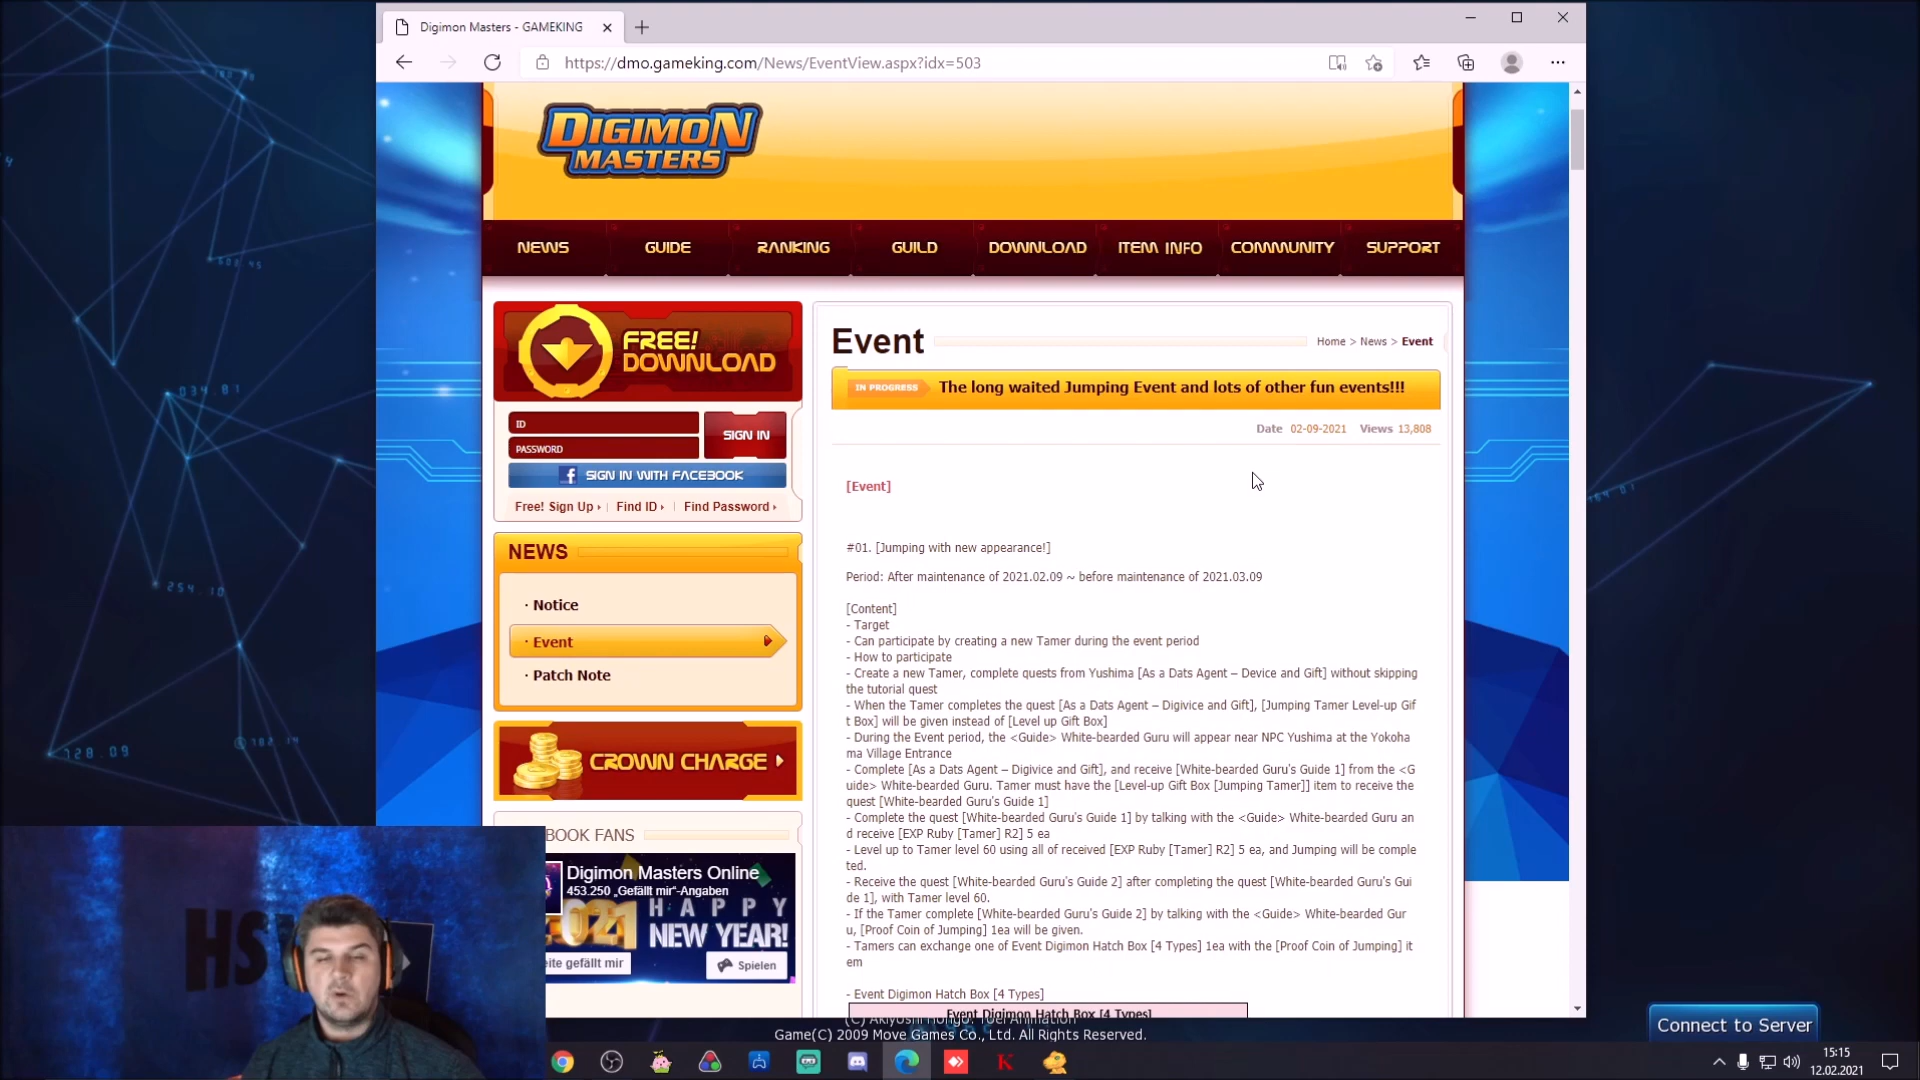 Digimon Masters - GAMEKING
https://dmo.gameking.com/News/EventView.aspx?idx=503
DIGIMON
MASTERS
NEWS
GUIDE
RANKING
GUILD
DOWNLOAD
ITEM INFO
COMMUNITY
SUPPORT
FREE!
DOWNLOAD
ID
PASSWORD
SIGN IN
f SIGN IN WITH FACEBOOK
Free! Sign Up
Find ID
Find Password
NEWS
· Notice
· Event
· Patch Note
CROWN CHARGE
BOOK FANS
Digimon Masters Online
453.250 „Gefällt mir“-Angaben
2021 HAPPY
NEW YEAR!
eite gefällt mir
Spielen
Event
Home > News > Event
IN PROGRESS
The long waited Jumping Event and lots of other fun events!!!
Date 02-09-2021 Views 13,808
[Event]
#01. [Jumping with new appearance!]
Period: After maintenance of 2021.02.09 ~ before maintenance of 2021.03.09
[Content]
- Target
- Can participate by creating a new Tamer during the event period
- How to participate
- Create a new Tamer, complete quests from Yushima [As a Dats Agent – Device and Gift] without skipping
the tutorial quest
- When the Tamer completes the quest [As a Dats Agent – Digivice and Gift], [Jumping Tamer Level-up Gif
t Box] will be given instead of [Level up Gift Box]
- During the Event period, the <Guide> White-bearded Guru will appear near NPC Yushima at the Yokoha
ma Village Entrance
- Complete [As a Dats Agent – Digivice and Gift], and receive [White-bearded Guru's Guide 1] from the <G
uide> White-bearded Guru. Tamer must have the [Level-up Gift Box [Jumping Tamer]] item to receive the
quest [White-bearded Guru's Guide 1]
- Complete the quest [White-bearded Guru's Guide 1] by talking with the <Guide> White-bearded Guru an
d receive [EXP Ruby [Tamer] R2] 5 ea
- Level up to Tamer level 60 using all of received [EXP Ruby [Tamer] R2] 5 ea, and Jumping will be comple
ted.
- Receive the quest [White-bearded Guru's Guide 2] after completing the quest [White-bearded Guru's Gui
de 1], with Tamer level 60.
- If the Tamer complete [White-bearded Guru's Guide 2] by talking with the <Guide> White-bearded Gur
u, [Proof Coin of Jumping] 1ea will be given.
- Tamers can exchange one of Event Digimon Hatch Box [4 Types] 1ea with the [Proof Coin of Jumping] it
em
- Event Digimon Hatch Box [4 Types]
Event Digimon Hatch Box [4 Types]
Game(C) 2009 Move Games Co., Ltd. All Rights Reserved.
Connect to Server
15:15
12.02.2021
034.81
254.10
728.09